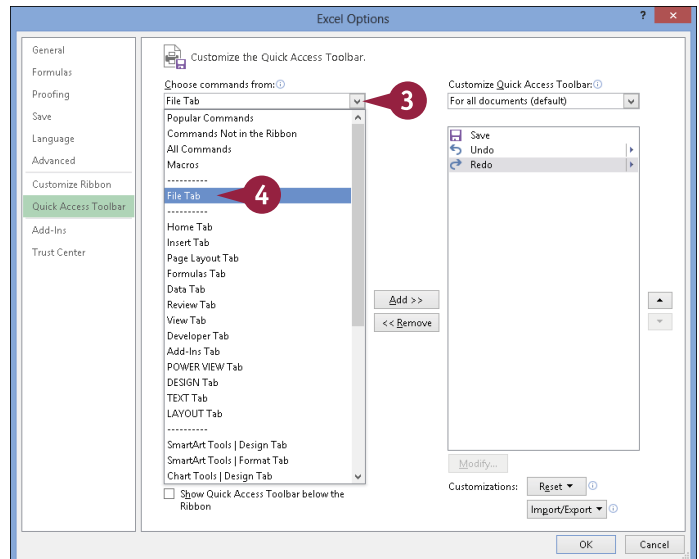 Excel Options
?
×
General
Formulas
Proofing
Save
Language
Advanced
Customize Ribbon
Quick Access Toolbar
Add-Ins
Trust Center
Customize the Quick Access Toolbar.
Choose commands from:
File Tab
3
Popular Commands
Commands Not in the Ribbon
All Commands
Macros
----------
File Tab
4
----------
Home Tab
Insert Tab
Page Layout Tab
Formulas Tab
Data Tab
Review Tab
View Tab
Developer Tab
Add-Ins Tab
POWER VIEW Tab
DESIGN Tab
TEXT Tab
LAYOUT Tab
----------
SmartArt Tools | Design Tab
SmartArt Tools | Format Tab
Chart Tools | Design Tab
Show Quick Access Toolbar below the
Ribbon
Add >>
<< Remove
Customize Quick Access Toolbar:
For all documents (default)
Save
Undo
Redo
Modify...
Customizations:
Reset
Import/Export
OK
Cancel